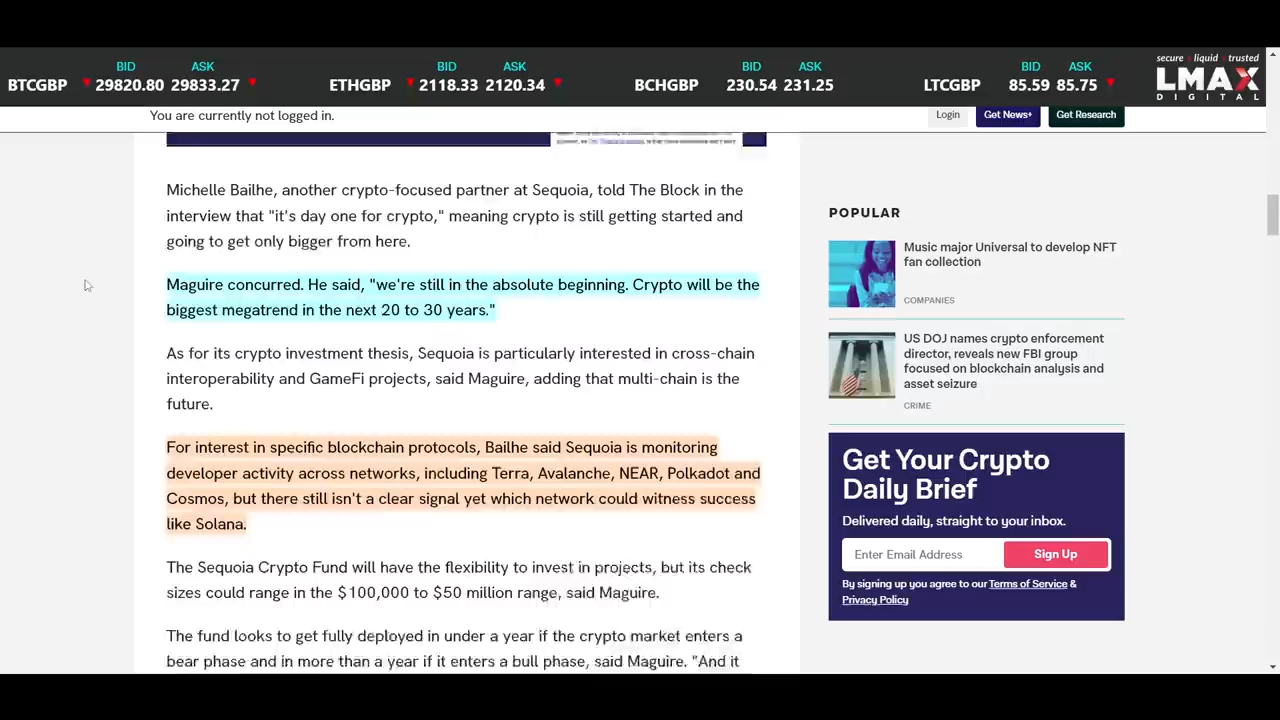 BID ASK BID ASK BID ASK BID ASK
BTCGBP 29820.80 29833.27 ETHGBP 2118.33 2120.34 BCHGBP 230.54 231.25 LTCGBP 85.59 85.75
secure liquid trusted
LMAX
DIGITAL
You are currently not logged in.
Login
Get News+
Get Research
Michelle Bailhe, another crypto-focused partner at Sequoia, told The Block in the
interview that "it's day one for crypto," meaning crypto is still getting started and
going to get only bigger from here.
Maguire concurred. He said, "we're still in the absolute beginning. Crypto will be the
biggest megatrend in the next 20 to 30 years."
As for its crypto investment thesis, Sequoia is particularly interested in cross-chain
interoperability and GameFi projects, said Maguire, adding that multi-chain is the
future.
For interest in specific blockchain protocols, Bailhe said Sequoia is monitoring
developer activity across networks, including Terra, Avalanche, NEAR, Polkadot and
Cosmos, but there still isn't a clear signal yet which network could witness success
like Solana.
The Sequoia Crypto Fund will have the flexibility to invest in projects, but its check
sizes could range in the $100,000 to $50 million range, said Maguire.
The fund looks to get fully deployed in under a year if the crypto market enters a
bear phase and in more than a year if it enters a bull phase, said Maguire. "And it
POPULAR
Music major Universal to develop NFT
fan collection
COMPANIES
US DOJ names crypto enforcement
director, reveals new FBI group
focused on blockchain analysis and
asset seizure
CRIME
Get Your Crypto
Daily Brief
Delivered daily, straight to your inbox.
Enter Email Address
Sign Up
By signing up you agree to our Terms of Service &
Privacy Policy